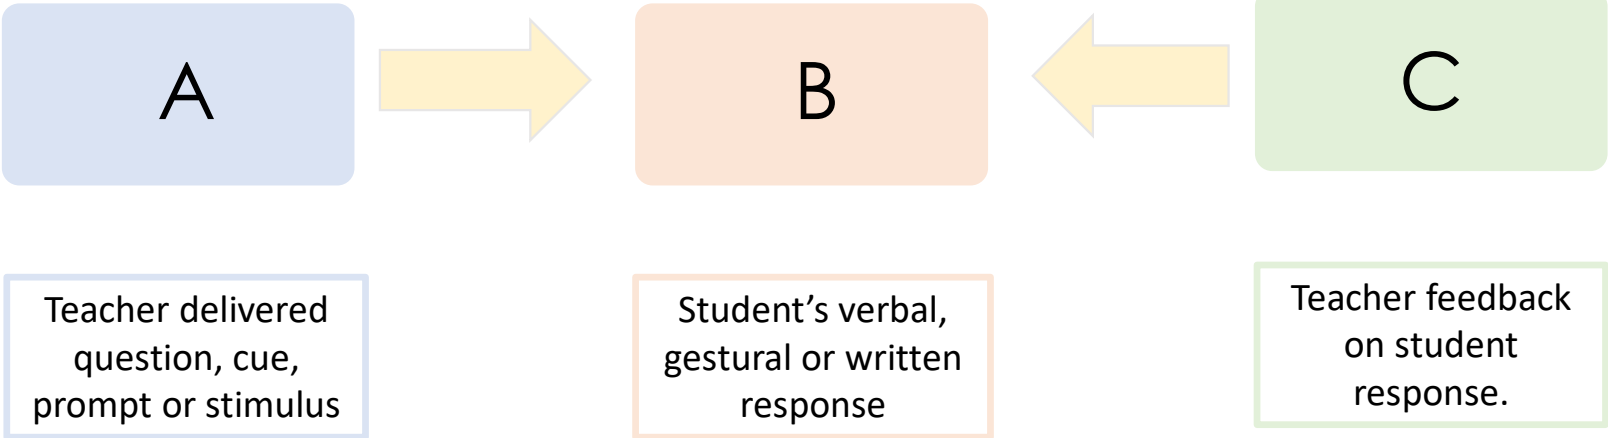 A
B
C
Teacher delivered
question, cue,
prompt or stimulus
Student’s verbal,
gestural or written
response
Teacher feedback
on student
response.